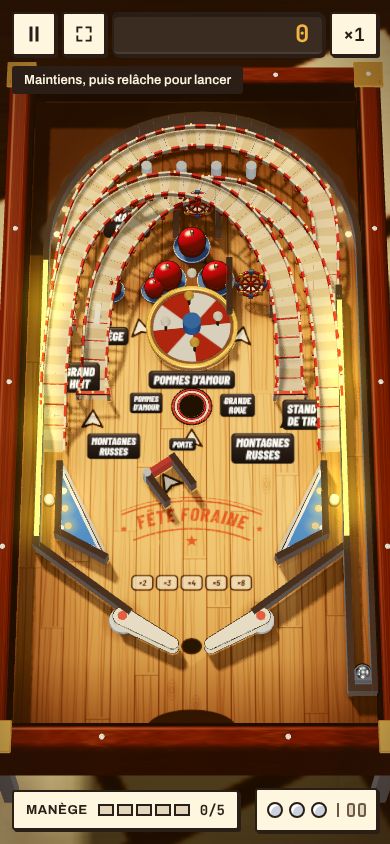 0
×1
Maintiens, puis relâche pour lancer
GRAND
HUIT
POMMES D'AMOUR
POMMES
D'AMOUR
GRANDE
ROUE
STAND
DE TIR
MONTAGNES
RUSSES
PORTE
MONTAGNES
RUSSES
FÊTE FORAINE
×2 ×3 ×4 ×5 ×8
MANÈGE 0/5